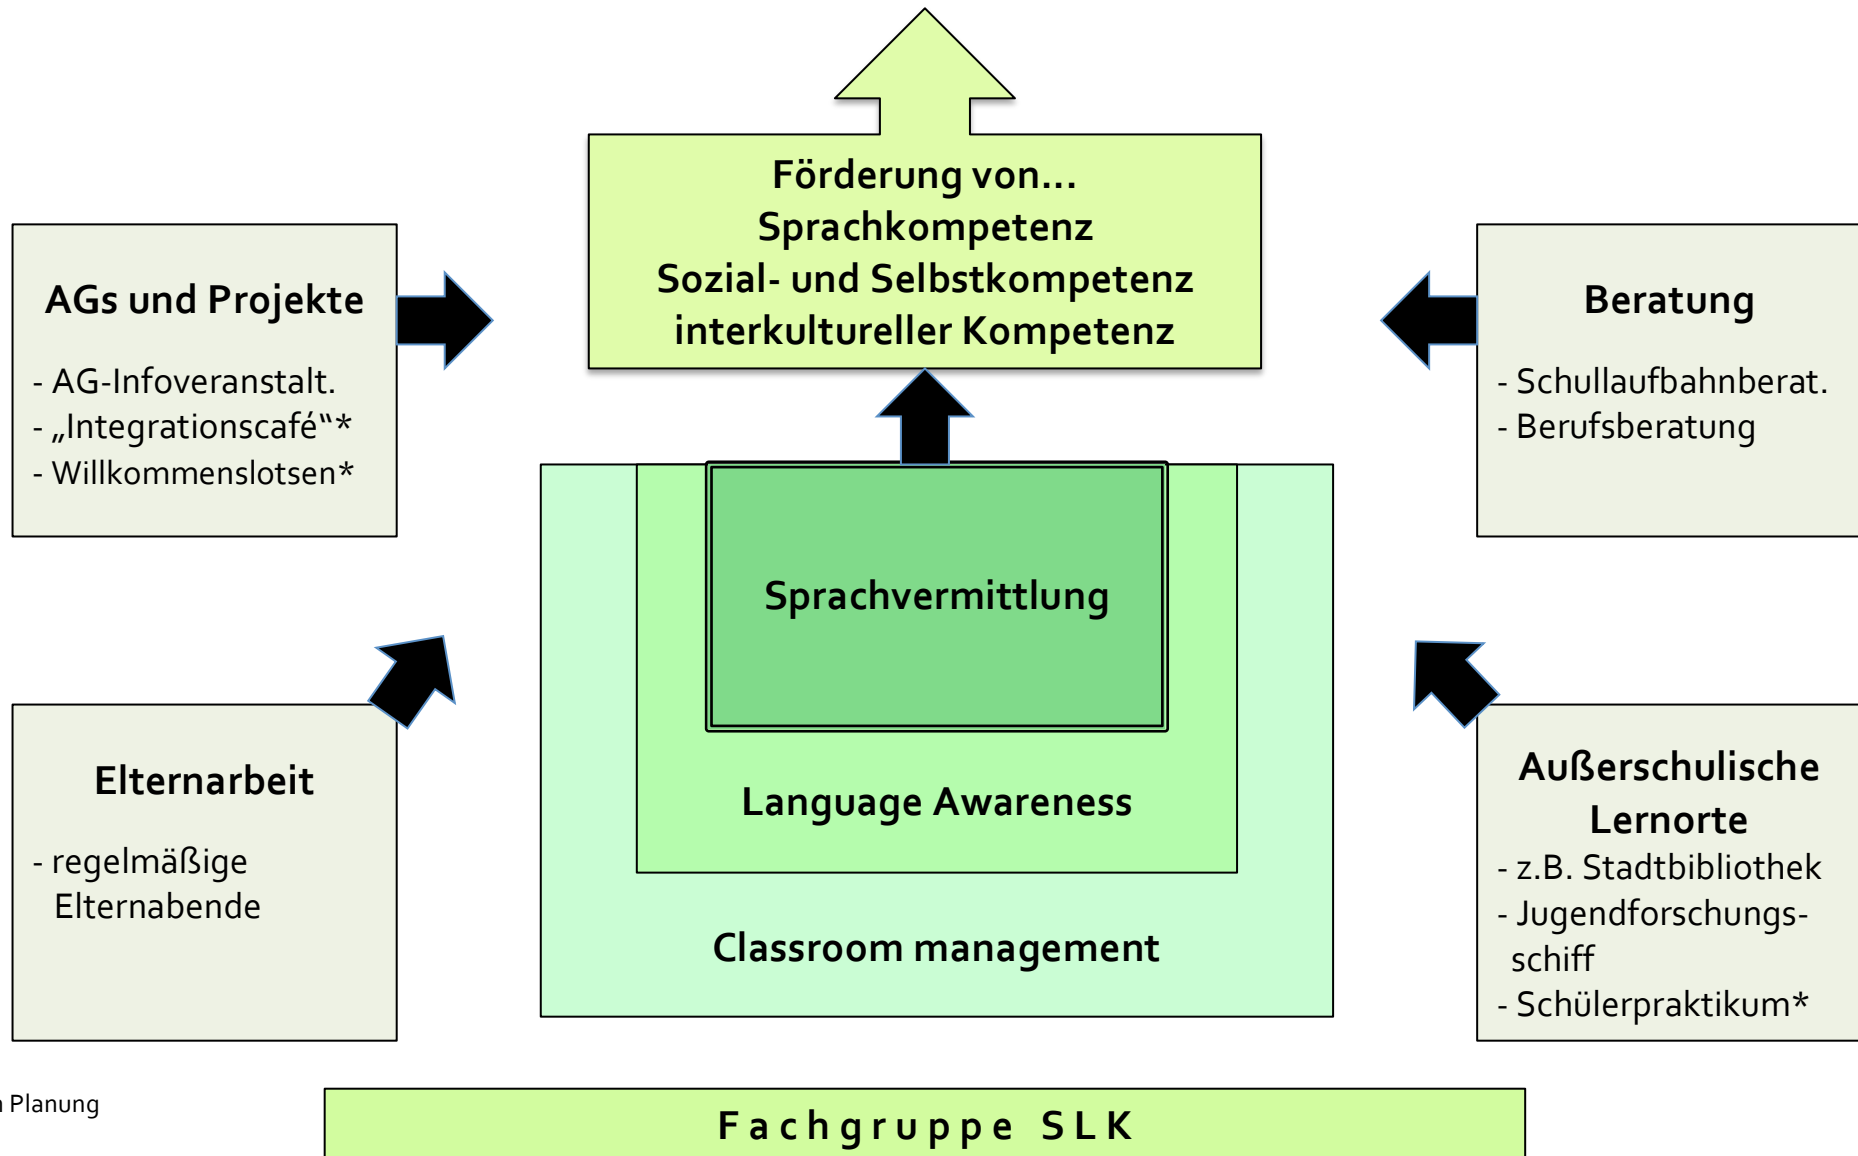 Förderung von...
Sprachkompetenz
Sozial- und Selbstkompetenz
interkultureller Kompetenz
AGs und Projekte
- AG-Infoveranstalt.
- „Integrationscafé“*
- Willkommenslotsen*
Beratung
- Schullaufbahnberat.
- Berufsberatung
Sprachvermittlung
Language Awareness
Classroom management
Elternarbeit
- regelmäßige
Elternabende
Außerschulische
Lernorte
- z.B. Stadtbibliothek
- Jugendforschungs-
schiff
- Schülerpraktikum*
Planung
Fachgruppe SLK